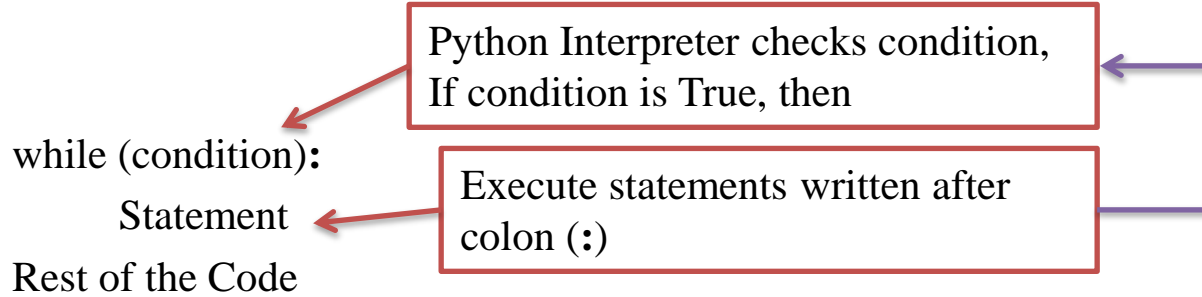 Python Interpreter checks condition,
If condition is True, then
while (condition):
Execute statements written after
colon (:)
Statement
Rest of the Code